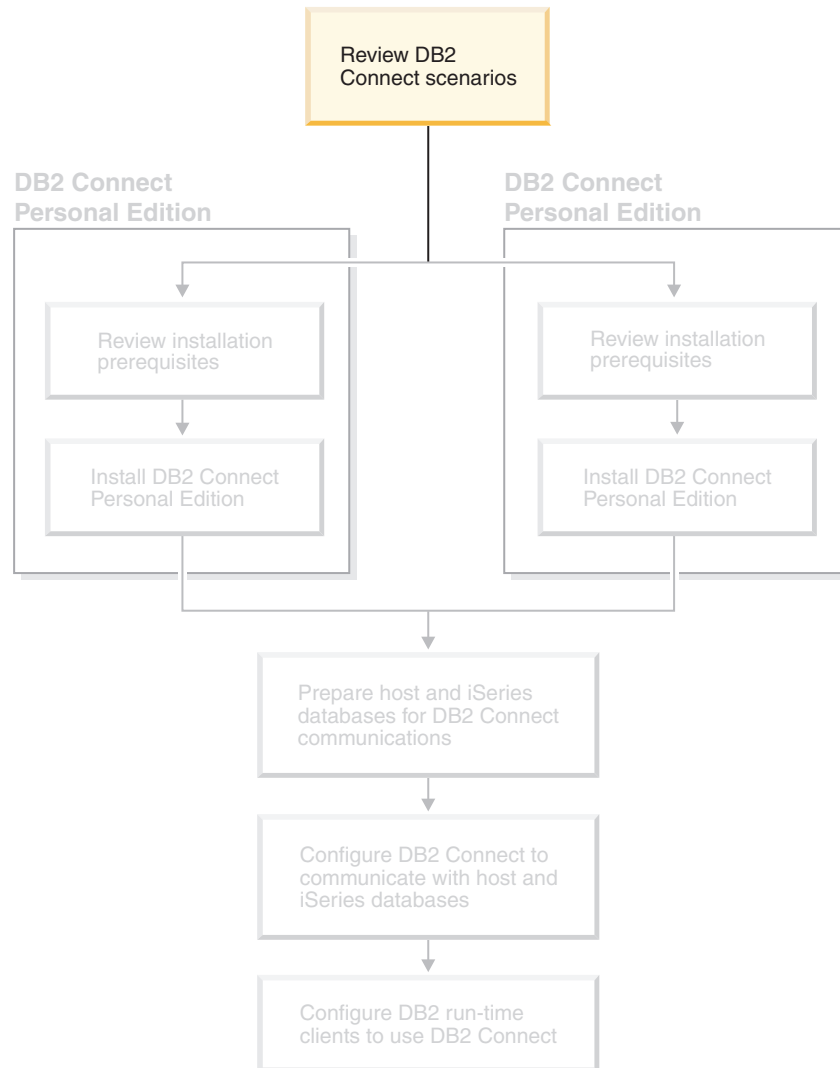 Review DB2
Connect scenarios
DB2 Connect
Personal Edition
Review installation
prerequisites
Install DB2 Connect
Personal Edition
DB2 Connect
Personal Edition
Review installation
prerequisites
Install DB2 Connect
Personal Edition
Prepare host and iSeries
databases for DB2 Connect
communications
Configure DB2 Connect to
communicate with host and
iSeries databases
Configure DB2 run-time
clients to use DB2 Connect